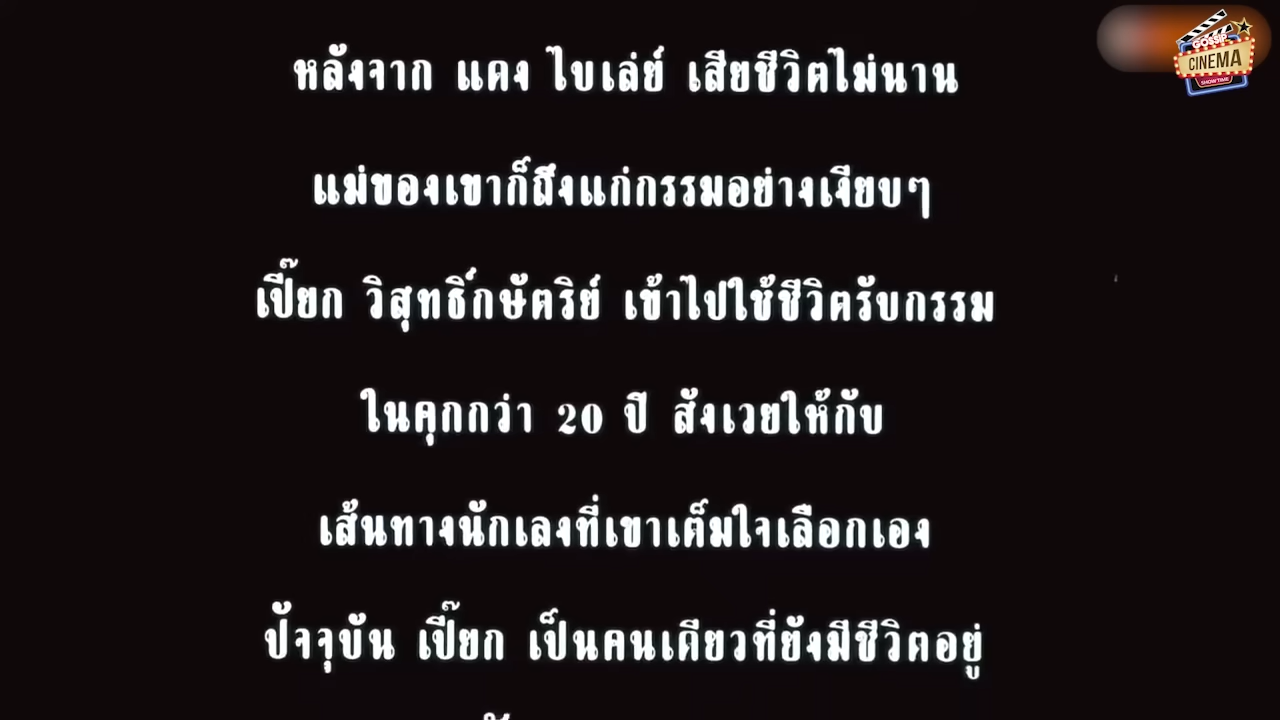 หลังจาก แดง ไบเล่ย์ เสียชีวิตไม่นาน
แม่ของเขาก็ถึงแก่กรรมอย่างเงียบๆ
เปี๊ยก วิสุทธิ์กษัตริย์ เข้าไปใช้ชีวิตรับกรรม
ในคุกกว่า 20 ปี สังเวยให้กับ
เส้นทางนักเลงที่เขาเต็มใจเลือกเอง
ปัจจุบัน เปี๊ยก เป็นคนเดียวที่ยังมีชีวิตอยู่
GOSSIP
CINEMA
SHOWTIME